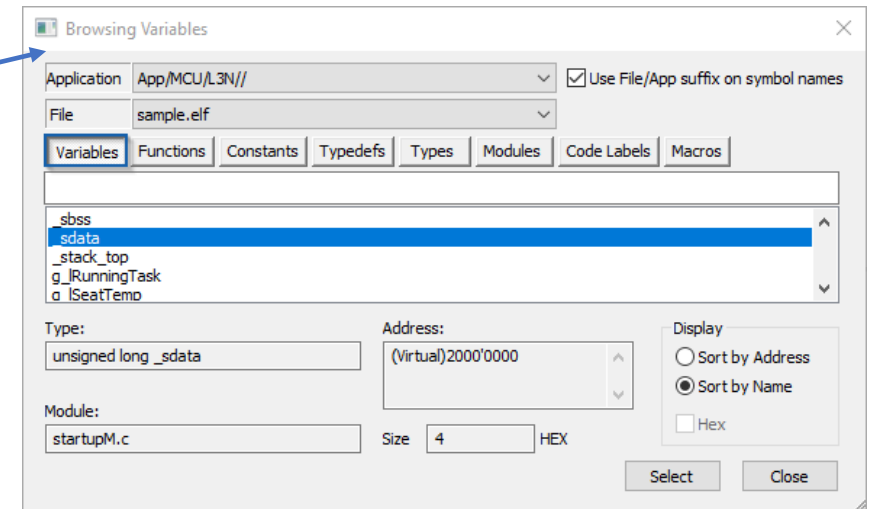 Browsing Variables
Application App/MCU/L3N// Use File/App suffix on symbol names
File sample.elf
Variables Functions Constants Typedefs Types Modules Code Labels Macros
_sbss
_sdata
_stack_top
g_lRunningTask
g_lSeatTemp
Type: Address: Display
unsigned long _sdata (Virtual)2000'0000 Sort by Address
Sort by Name
Module: Hex
startupM.c Size 4 HEX
Select Close